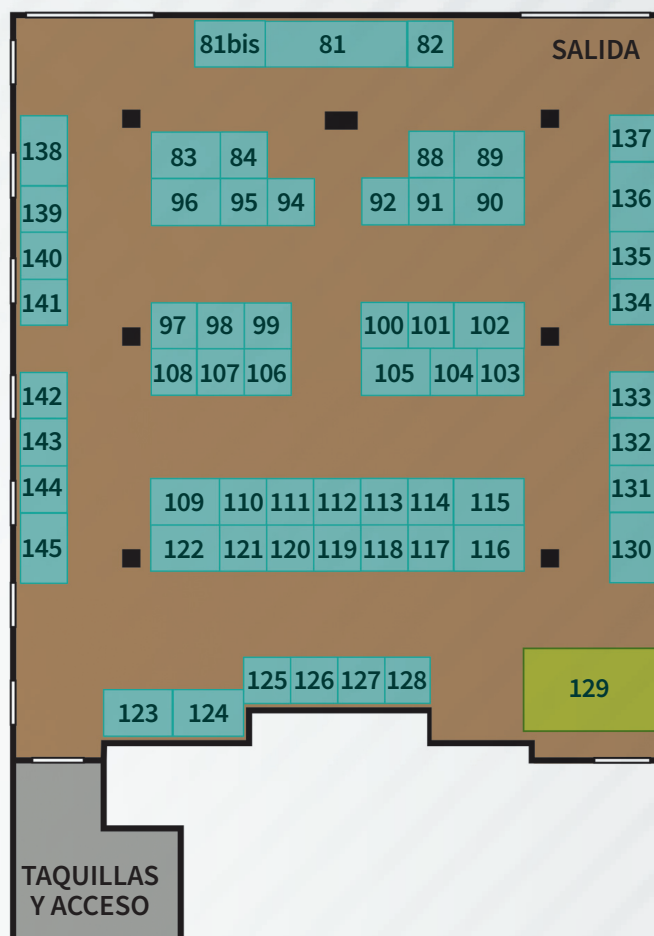 81bis 81 82 SALIDA
138 83 84 88 89 137
139 96 95 94 92 91 90 136
140 135
141 134
97 98 99 100 101 102
108 107 106 105 104 103
142 133
143 132
144 109 110 111 112 113 114 115 131
145 122 121 120 119 118 117 116 130
125 126 127 128 129
123 124
TAQUILLAS
Y ACCESO